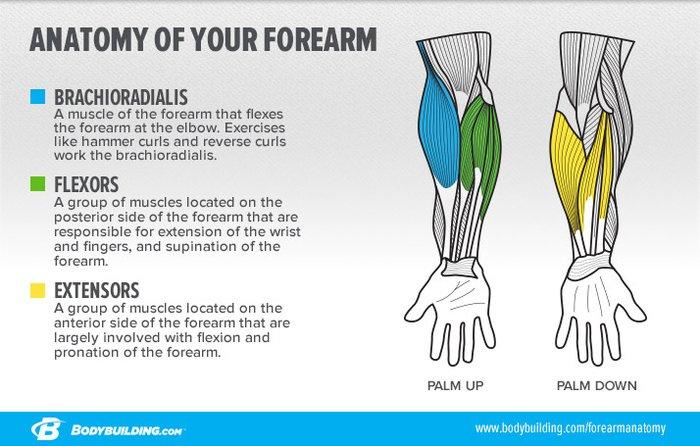 ANATOMY OF YOUR FOREARM
BRACHIORADIALIS
A muscle of the forearm that flexes
the forearm at the elbow. Exercises
like hammer curls and reverse curls
work the brachioradialis.
FLEXORS
A group of muscles located on the
posterior side of the forearm that are
responsible for extension of the wrist
and fingers, and supination of the
forearm.
EXTENSORS
A group of muscles located on the
anterior side of the forearm that are
largely involved with flexion and
pronation of the forearm.
PALM UP
PALM DOWN
B BODYBUILDING.COM
www.bodybuilding.com/forearmanatomy